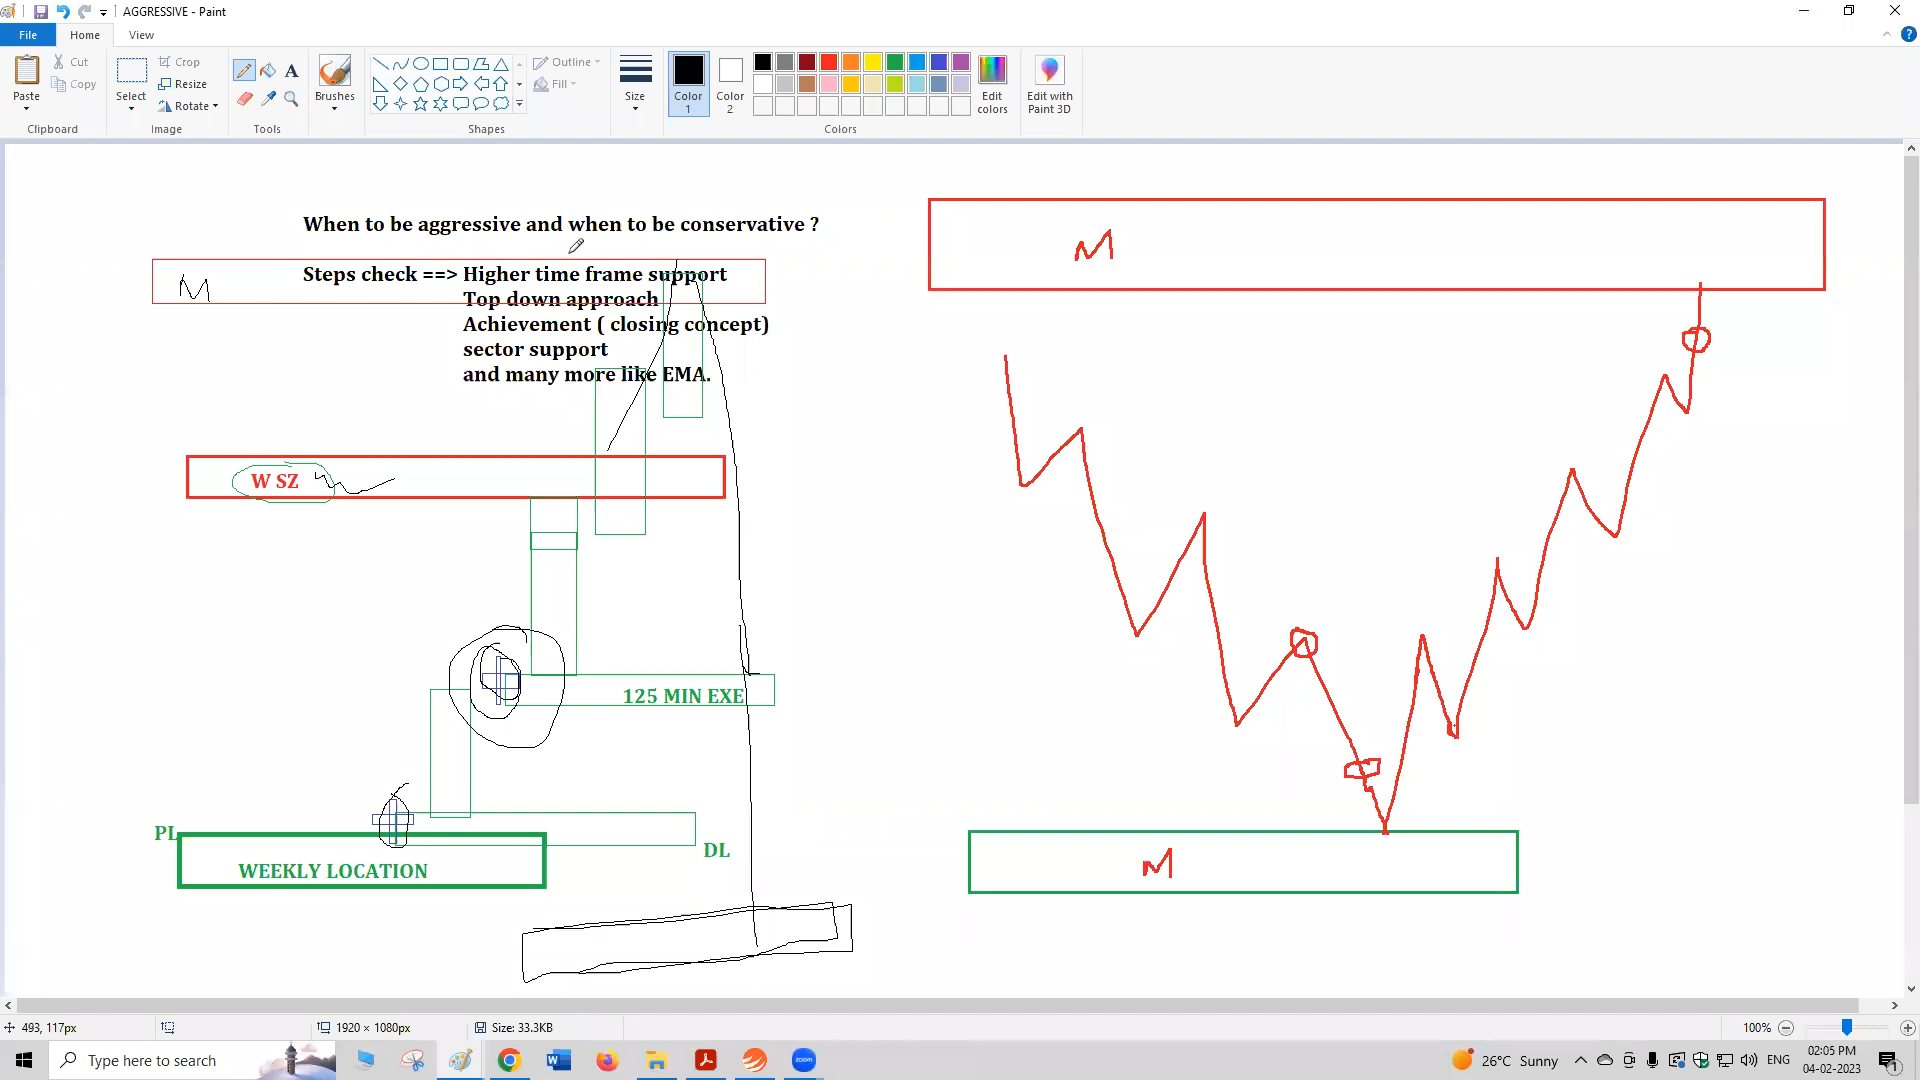 AGGRESSIVE - Paint
File
Home
View
Paste
Cut
Copy
Clipboard
Select
Crop
Resize
Rotate
Image
Tools
A
Brushes
Shapes
Outline
Fill
Size
Color
1
Color
2
Edit
colors
Edit with
Paint 3D
Colors
When to be aggressive and when to be conservative ?
M
Steps check ==> Higher time frame support
Top down approach
Achievement ( closing concept)
sector support
and many more like EMA.
W SZ
125 MIN EXE
PL
WEEKLY LOCATION
DL
M
M
493, 117px
1920 × 1080px
Size: 33.3KB
100%
Type here to search
zoom
26°C Sunny
ENG
02:05 PM
04-02-2023
1